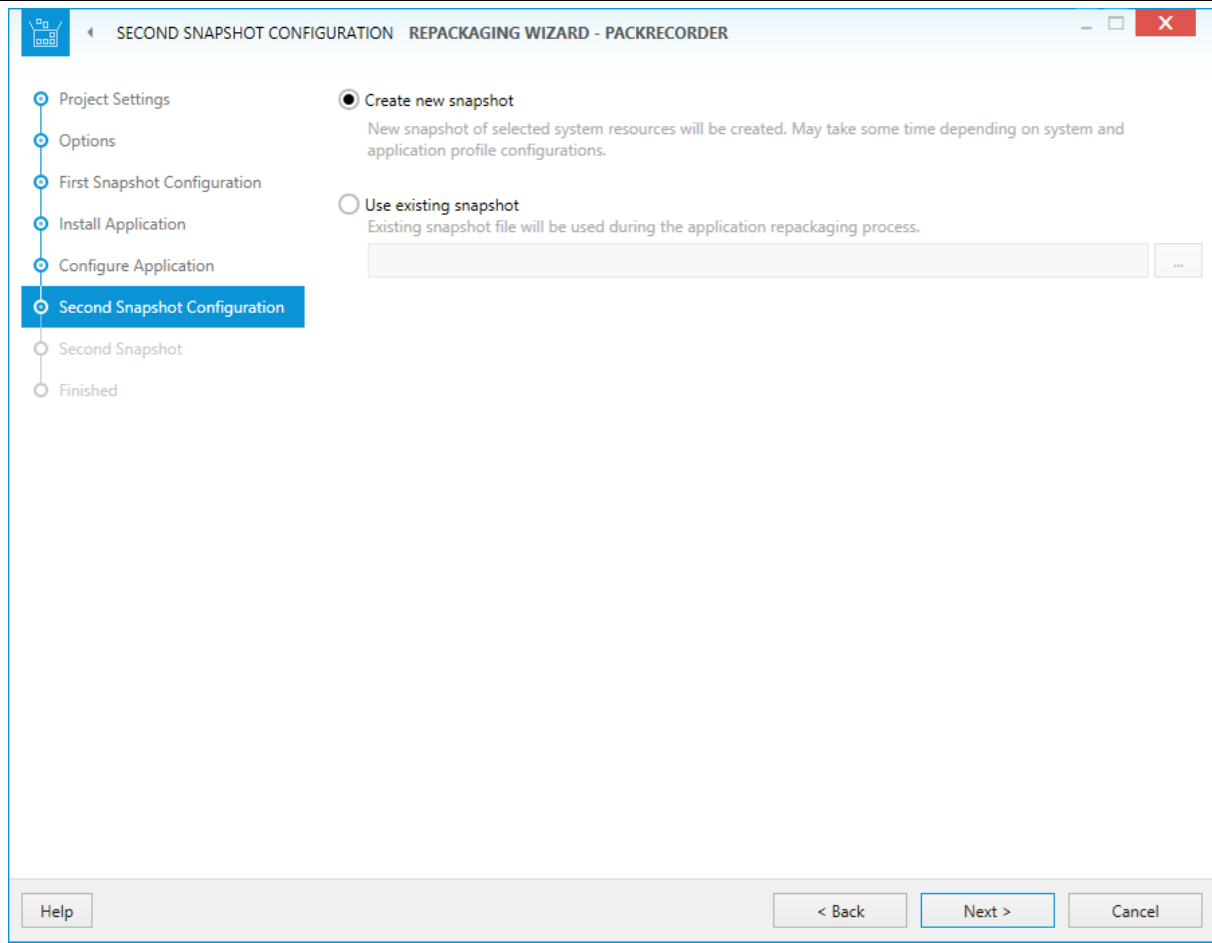 SECOND SNAPSHOT CONFIGURATION REPACKAGING WIZARD - PACKRECORDER
Project Settings
Options
First Snapshot Configuration
Install Application
Configure Application
Second Snapshot Configuration
Second Snapshot
Finished
Create new snapshot
New snapshot of selected system resources will be created. May take some time depending on system and
application profile configurations.
Use existing snapshot
Existing snapshot file will be used during the application repackaging process.
...
Help
< Back
Next >
Cancel